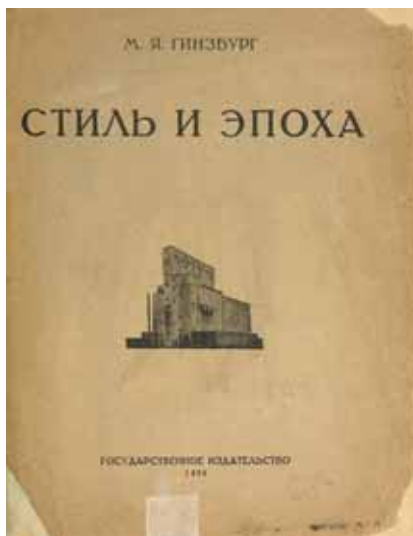 М. Я. ГИНЗБУРГ
СТИЛЬ И ЭПОХА
ГОСУДАРСТВЕННОЕ ИЗДАТЕЛЬСТВО